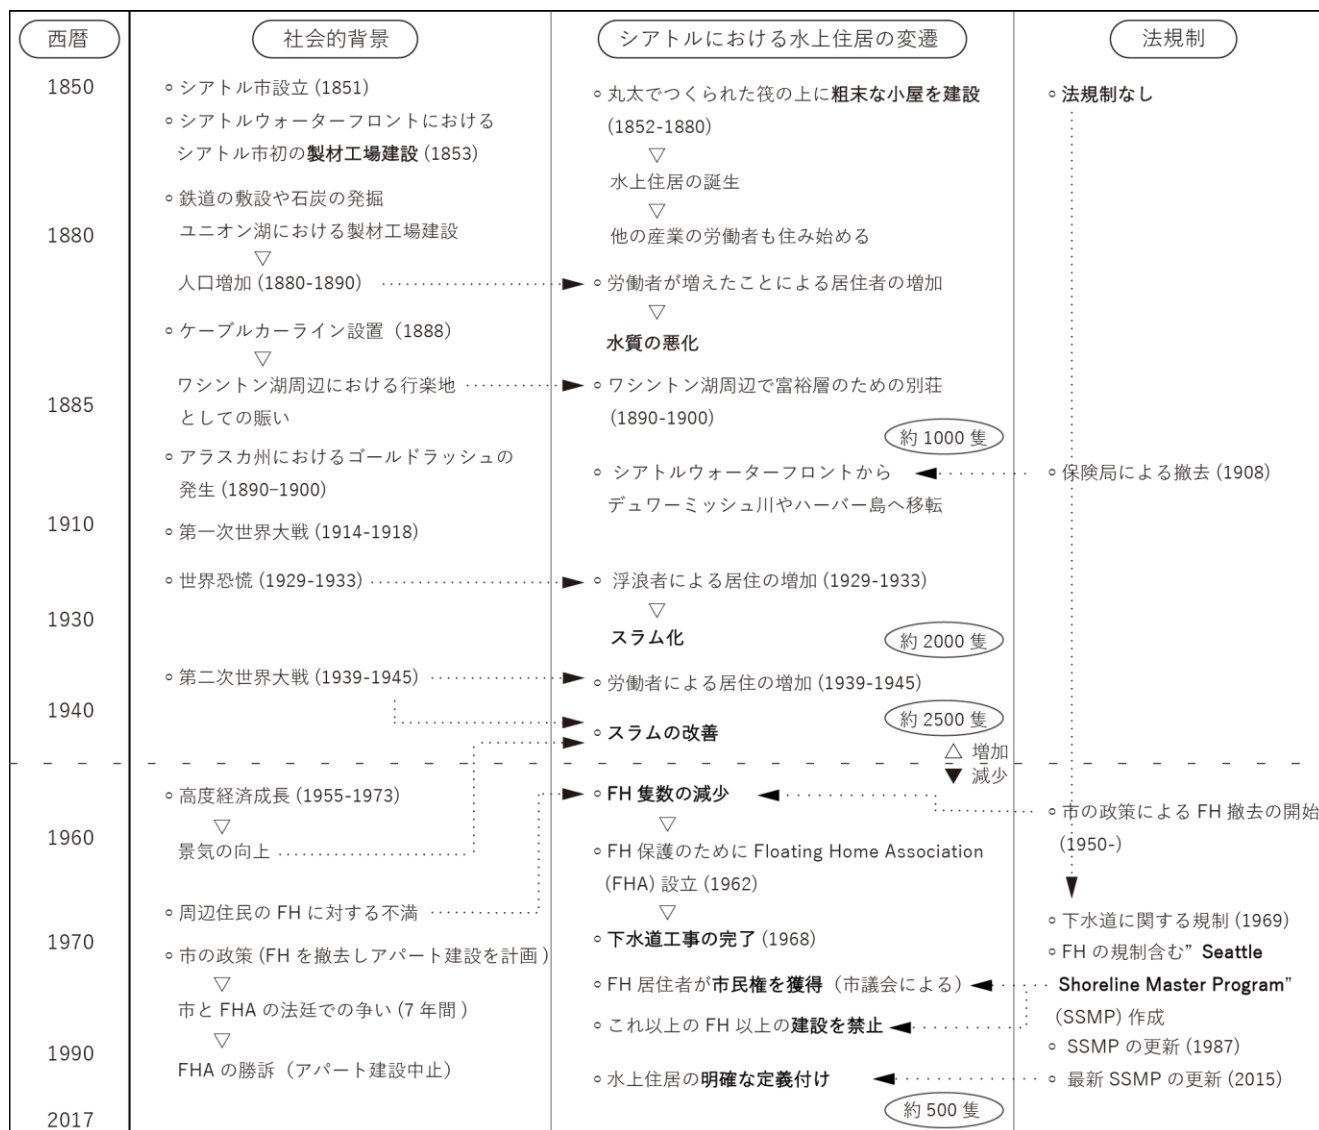 西暦
社会的背景
シアトルにおける水上住居の変遷
法規制
1850
1880
1885
1910
1930
1940
1960
1970
1990
2017
○ シアトル市設立 (1851)
○ シアトルウォーターフロントにおける
シアトル市初の製材工場建設 (1853)
○ 鉄道の敷設や石炭の発掘
ユニオン湖における製材工場建設
▽
人口増加 (1880-1890)
○ ケーブルカーライン設置（1888)
▽
ワシントン湖周辺における行楽地
としての賑い
○ アラスカ州におけるゴールドラッシュの
発生 (1890−1900)
○ 第一次世界大戦 (1914-1918)
○ 世界恐慌 (1929-1933)
○ 第二次世界大戦 (1939-1945)
○ 高度経済成長 (1955-1973)
▽
景気の向上
○ 周辺住民の FH に対する不満
○ 市の政策 (FH を撤去しアパート建設を計画 )
▽
市と FHA の法廷での争い (7 年間 )
▽
FHA の勝訴（アパート建設中止）
○ 丸太でつくられた筏の上に粗末な小屋を建設
(1852-1880)
▽
水上住居の誕生
▽
他の産業の労働者も住み始める
○ 労働者が増えたことによる居住者の増加
▽
水質の悪化
○ ワシントン湖周辺で富裕層のための別荘
(1890-1900)
約 1000 隻
○ シアトルウォーターフロントから
デュワーミッシュ川やハーバー島へ移転
○ 浮浪者による居住の増加 (1929-1933)
▽
スラム化
約 2000 隻
○ 労働者による居住の増加 (1939-1945)
約 2500 隻
○ スラムの改善
△ 増加
▼ 減少
○ FH 隻数の減少
▽
○ FH 保護のために Floating Home Association
(FHA) 設立 (1962)
▽
○ 下水道工事の完了 (1968)
○ FH 居住者が市民権を獲得（市議会による）
○ これ以上の FH 以上の建設を禁止
○ 水上住居の明確な定義付け
約 500 隻
○ 法規制なし
○ 保険局による撤去 (1908)
○ 市の政策による FH 撤去の開始
(1950-)
○ 下水道に関する規制 (1969)
○ FH の規制含む” Seattle
Shoreline Master Program”
（SSMP) 作成
○ SSMP の更新 (1987)
○ 最新 SSMP の更新 (2015)